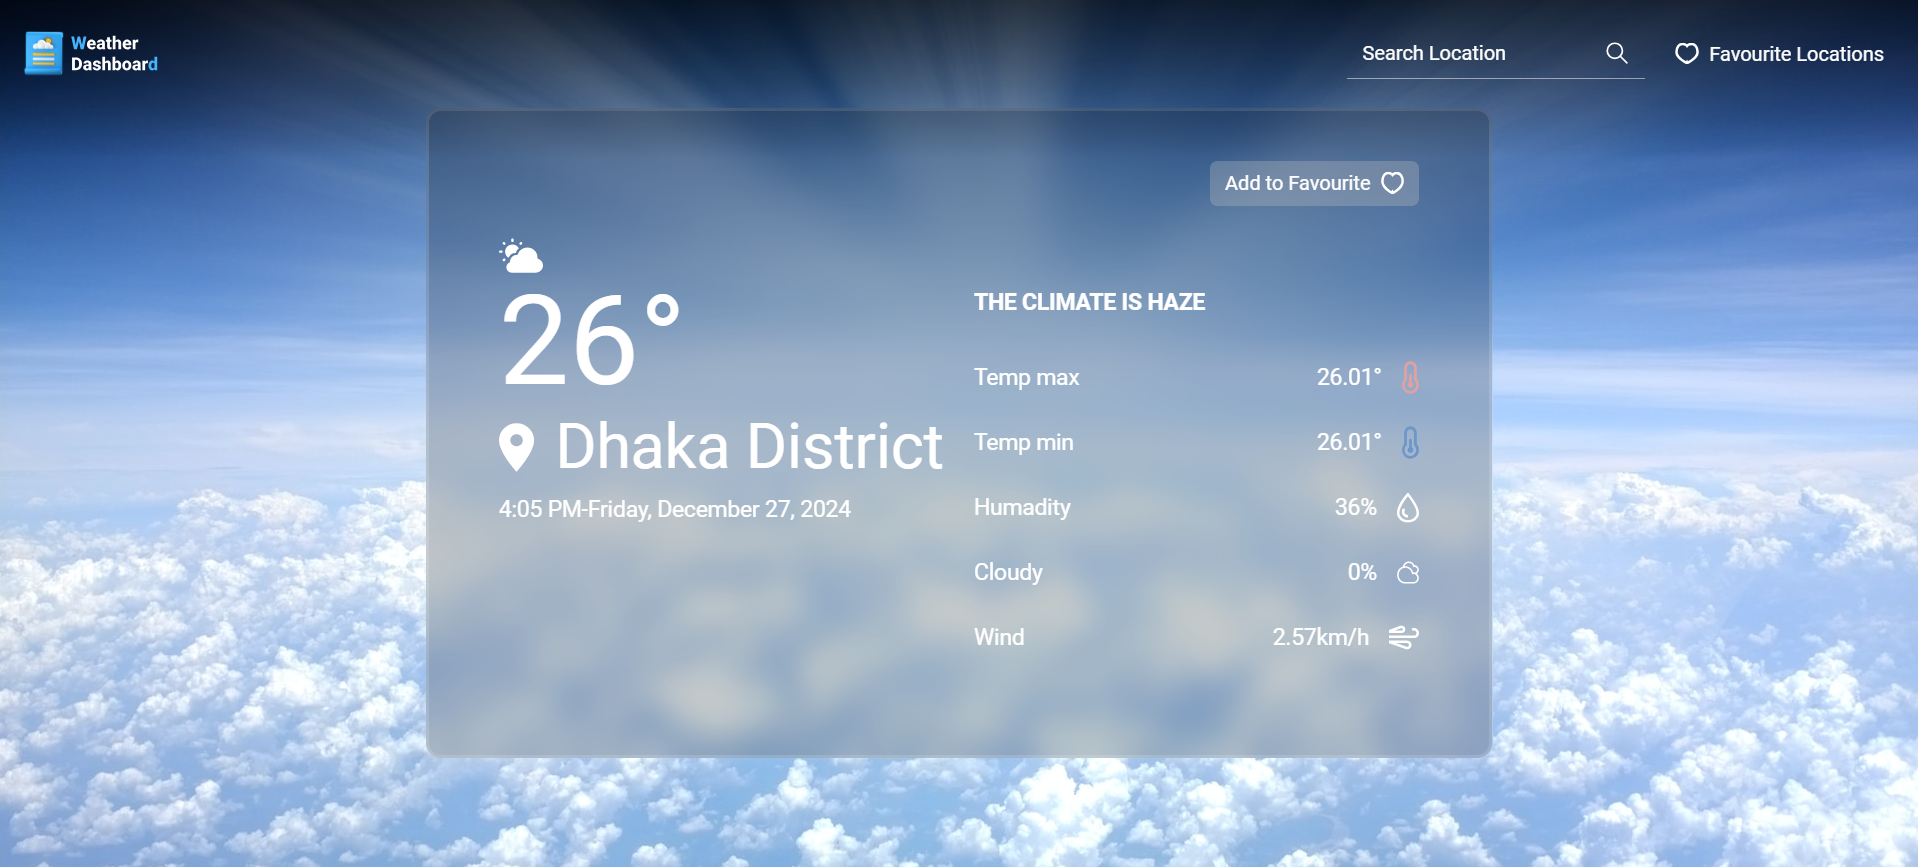 Weather
Dashboard
Search Location
Favourite Locations
Add to Favourite
26°
Dhaka District
4:05 PM-Friday, December 27, 2024
THE CLIMATE IS HAZE
Temp max 26.01°
Temp min 26.01°
Humadity 36%
Cloudy 0%
Wind 2.57km/h